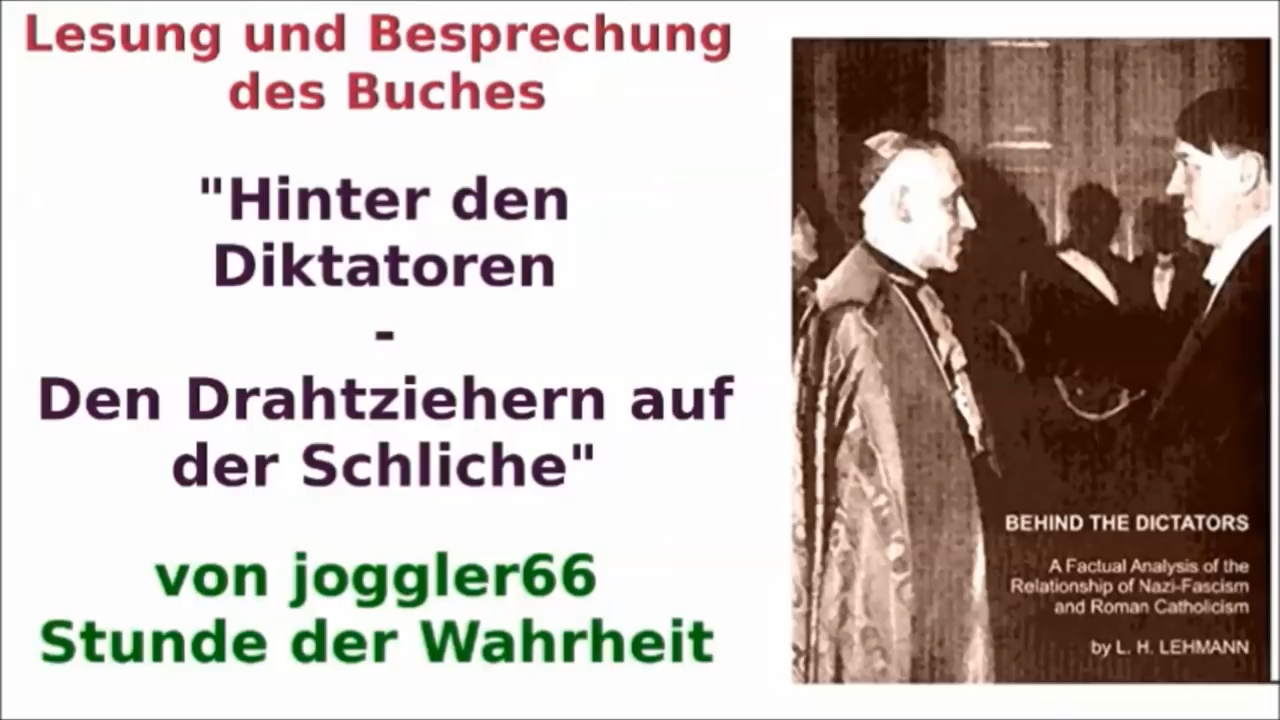 Lesung und Besprechung
des Buches
"Hinter den
Diktatoren
-
Den Drahtziehern auf
der Schliche"
von joggler66
Stunde der Wahrheit
BEHIND THE DICTATORS
A Factual Analysis of the
Relationship of Nazi-Fascism
and Roman Catholicism
by L. H. LEHMANN